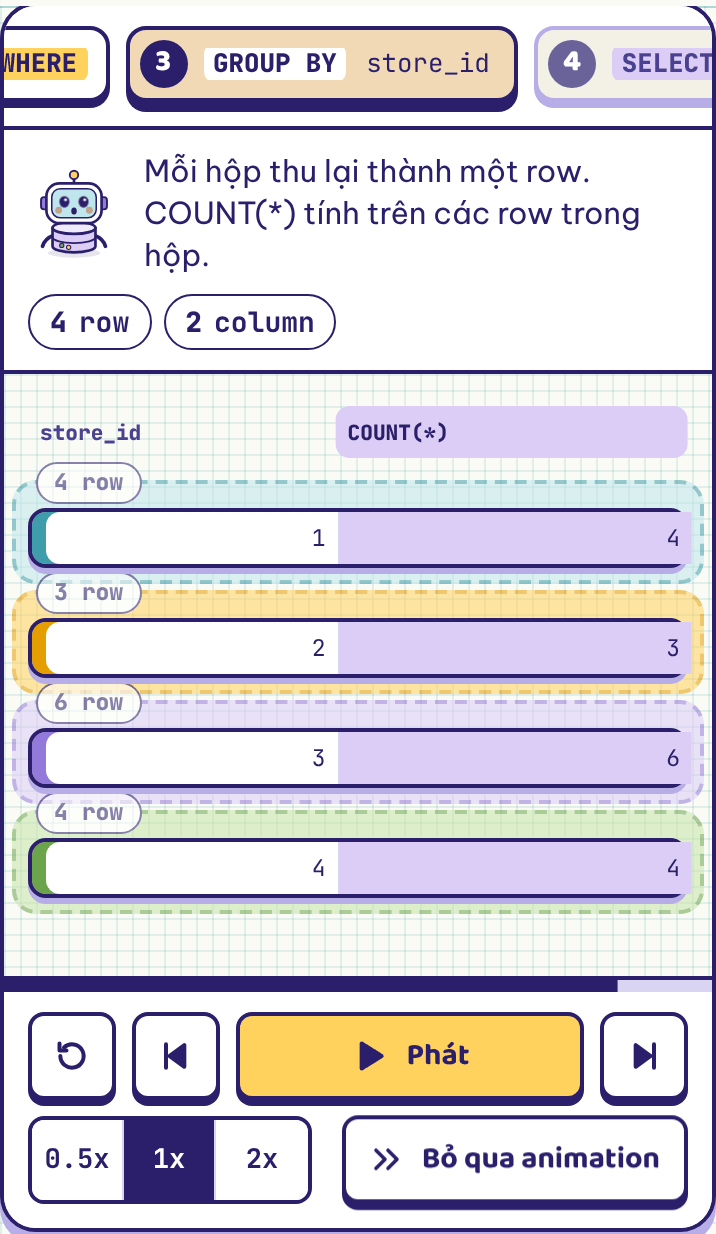 WHERE
3 GROUP BY store_id
4 SELECT
Mỗi hộp thu lại thành một row.
COUNT(*) tính trên các row trong
hộp.
4 row
2 column
store_id COUNT(*)
4 row
1 4
3 row
2 3
6 row
3 6
4 row
4 4
Phát
0.5x 1x 2x
Bỏ qua animation